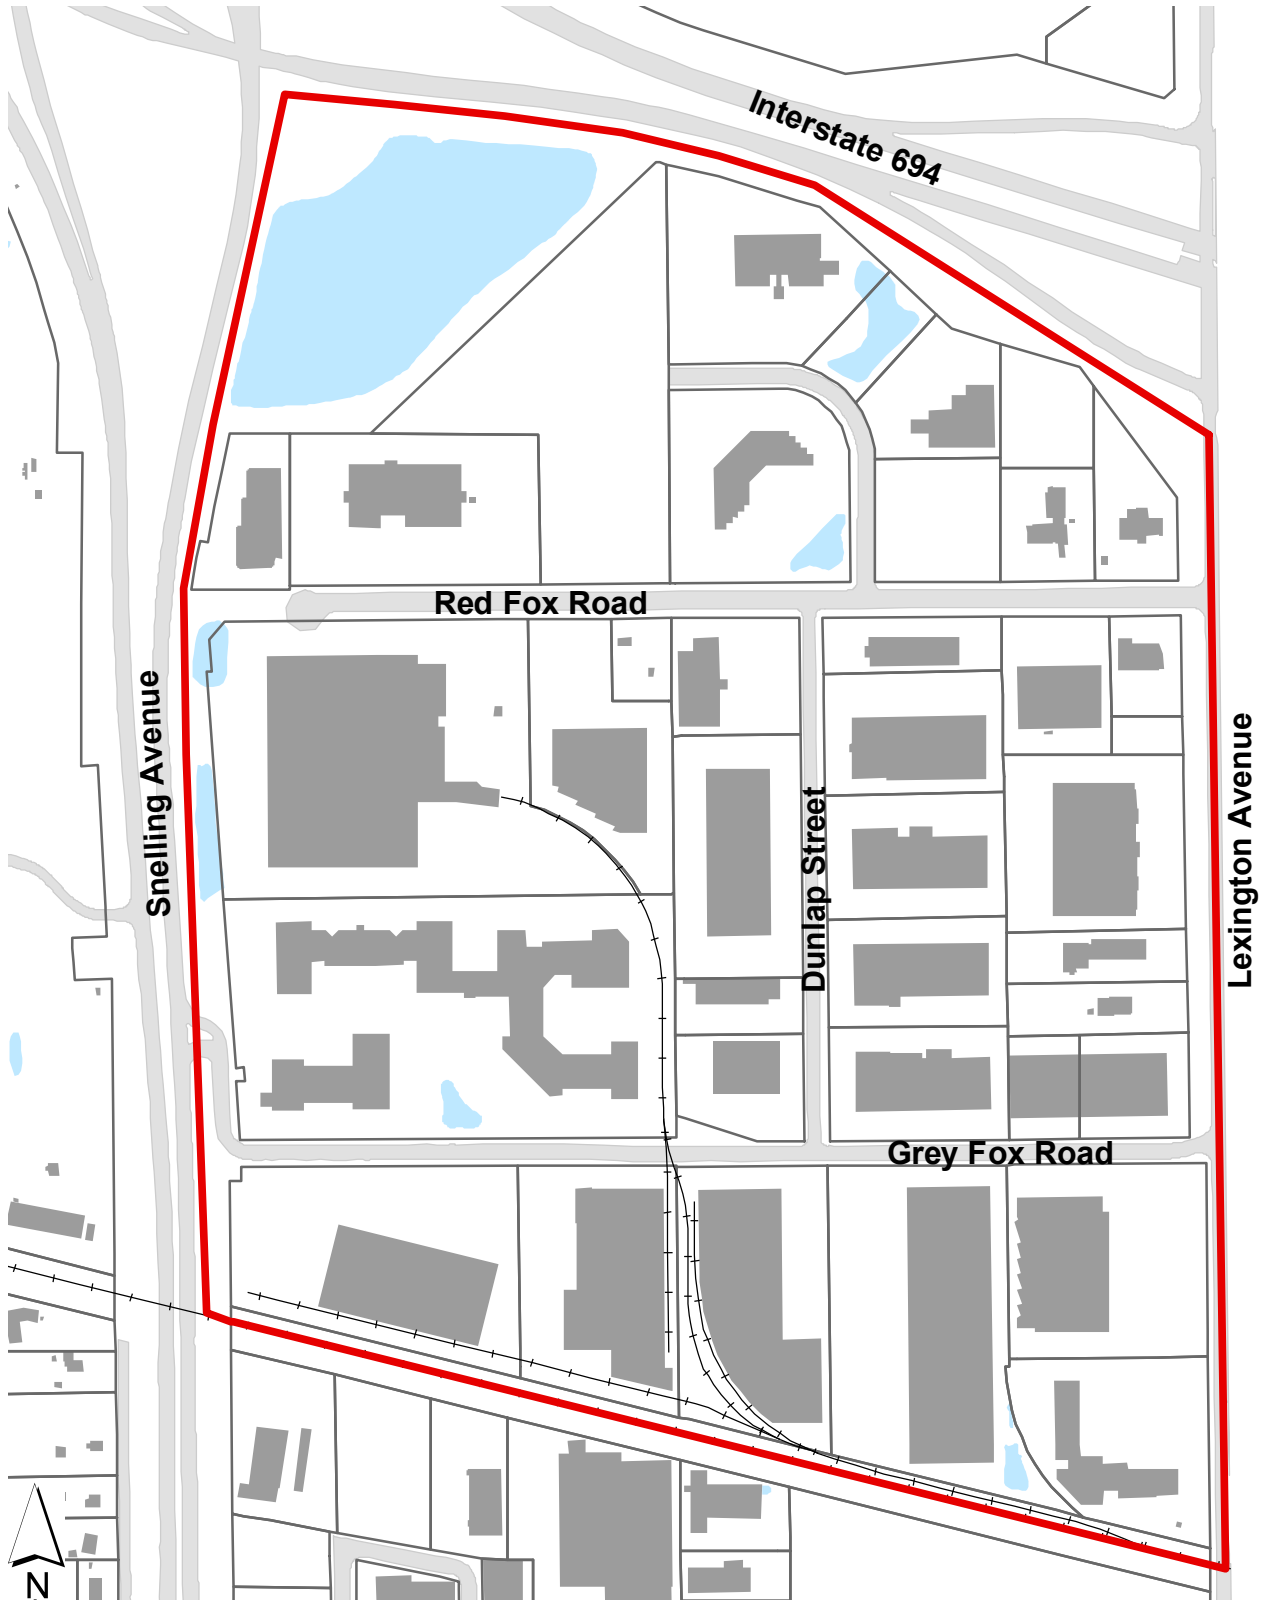 Interstate 694
Red Fox Road
Snelling Avenue
Dunlap Street
Lexington Avenue
Grey Fox Road
N